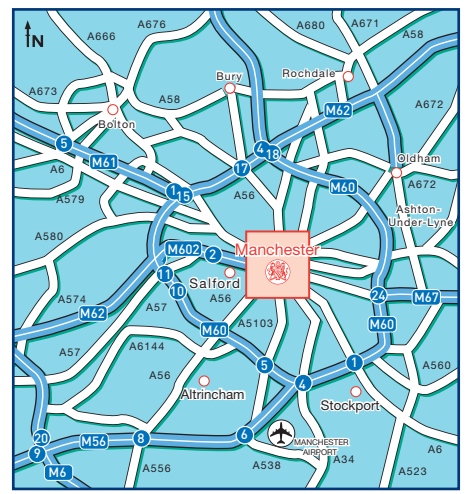 A676
A680
A671
A666
A58
N
Bury
Rochdale
A673
A58
A672
M62
Bolton
5
4 18
Oldham
M61
17
A6
M60
A672
1 15
A56
A579
Ashton-
Under-Lyne
A580
Manchester
M602
2
11
Salford
10
24
M67
A574
A57
A56
M62
M60
M60
A5103
A6144
A57
5
1
A560
A56
4
Altrincham
Stockport
20
M56
8
6
MANCHESTER
AIRPORT
9
A6
A34
M6
A556
A538
A523